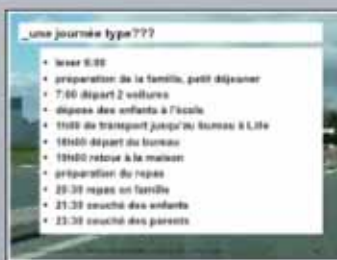 _une journée type???
• lever 6:00
• préparation de la famille, petit déjeuner
• 7:00 départ 2 voitures
• dépose des enfants à l'école
• 1h00 de transport jusqu'au bureau à Lille
• 18h00 départ du bureau
• 19h00 retour à la maison
• préparation du repas
• 20:30 repas en famille
• 21:30 couché des enfants
• 23:30 couché des parents